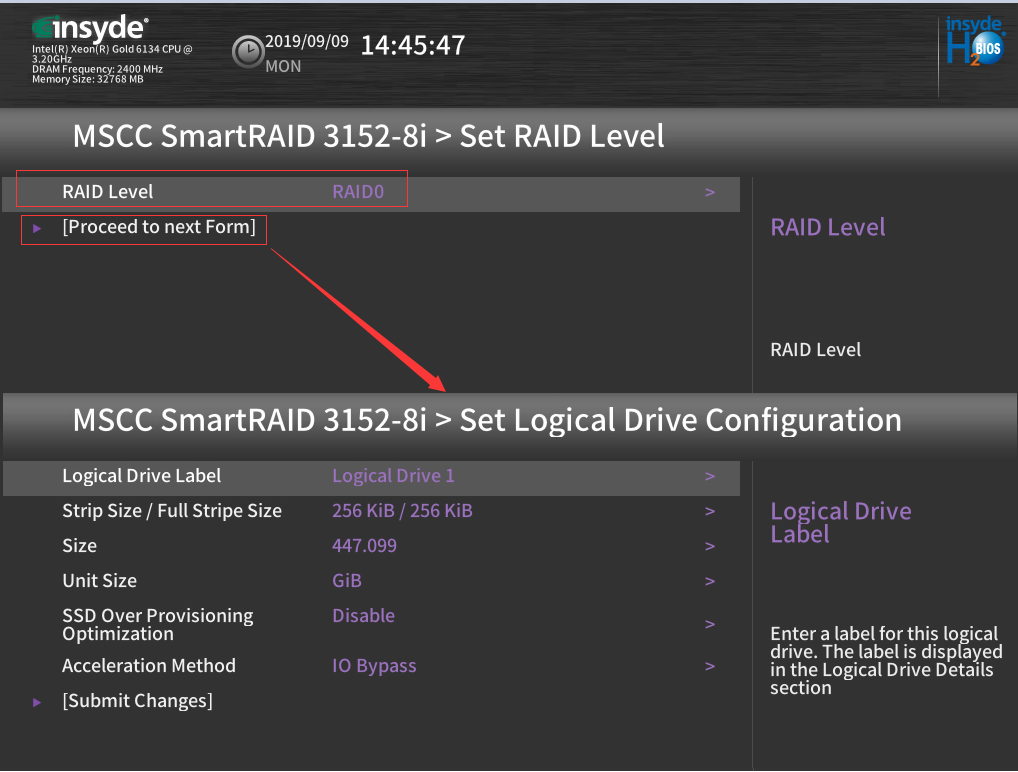 insyde®
Intel(R) Xeon(R) Gold 6134 CPU @
3.20GHz
DRAM Frequency: 2400 MHz
Memory Size: 32768 MB
2019/09/09 14:45:47
MON
insyde
H2O BIOS
MSCC SmartRAID 3152-8i > Set RAID Level
RAID Level RAID0 >
[Proceed to next Form]
RAID Level
RAID Level
MSCC SmartRAID 3152-8i > Set Logical Drive Configuration
Logical Drive Label Logical Drive 1 >
Strip Size / Full Stripe Size 256 KiB / 256 KiB >
Size 447.099 >
Unit Size GiB >
SSD Over Provisioning Disable
Optimization >
Acceleration Method IO Bypass >
[Submit Changes]
Logical Drive
Label
Enter a label for this logical
drive. The label is displayed
in the Logical Drive Details
section